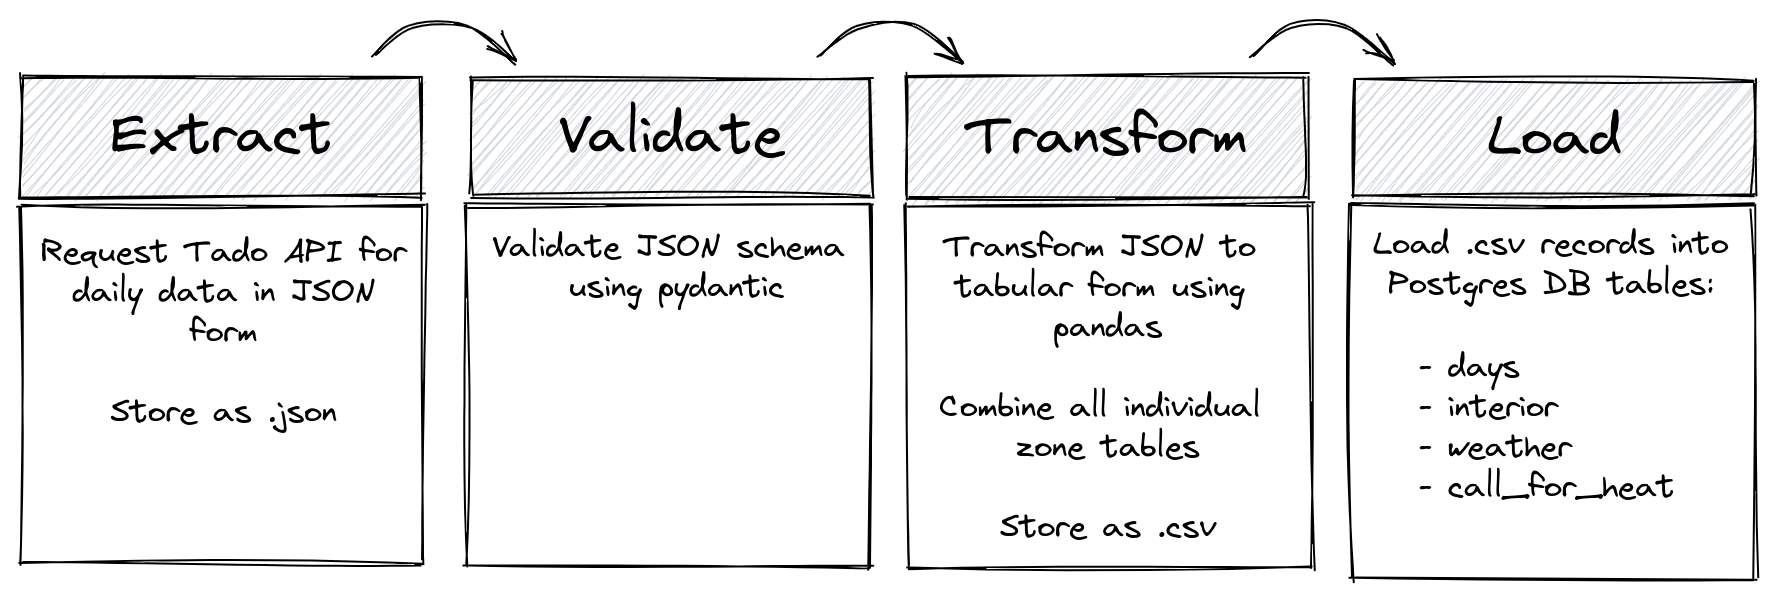 Extract
Request Tado API for
daily data in JSON
form
Store as .json
Validate
Validate JSON schema
using pydantic
Transform
Transform JSON to
tabular form using
pandas
Combine all individual
zone tables
Store as .csv
Load
Load .csv records into
Postgres DB tables:
- days
- interior
- weather
- call_for_heat